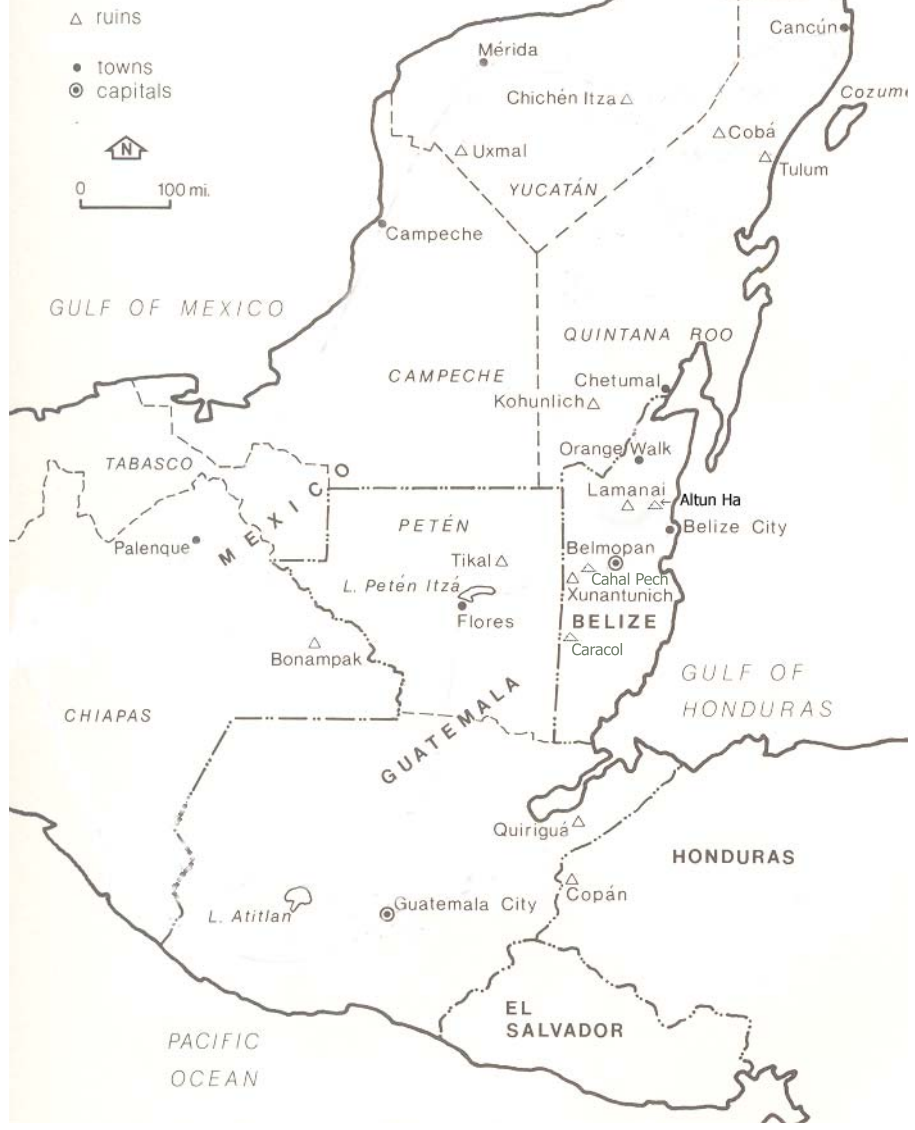 △ ruins
• towns
◉ capitals
N
0 100 mi.
Cancún
Mérida
Chichén Itza
Cozume
Cobá
Uxmal
Tulum
YUCATÁN
Campeche
GULF OF MEXICO
QUINTANA ROO
CAMPECHE
Chetumal
Kohunlich
Orange Walk
TABASCO
MEXICO
Lamanai
Altun Ha
PETÉN
Belize City
Palenque
Tikal
Belmopan
L. Petén Itzá
Cahal Pech
Xunantunich
Flores
BELIZE
Bonampak
Caracol
GULF OF
HONDURAS
CHIAPAS
GUATEMALA
Quiriguá
HONDURAS
Copán
L. Atitlan
Guatemala City
EL
SALVADOR
PACIFIC
OCEAN